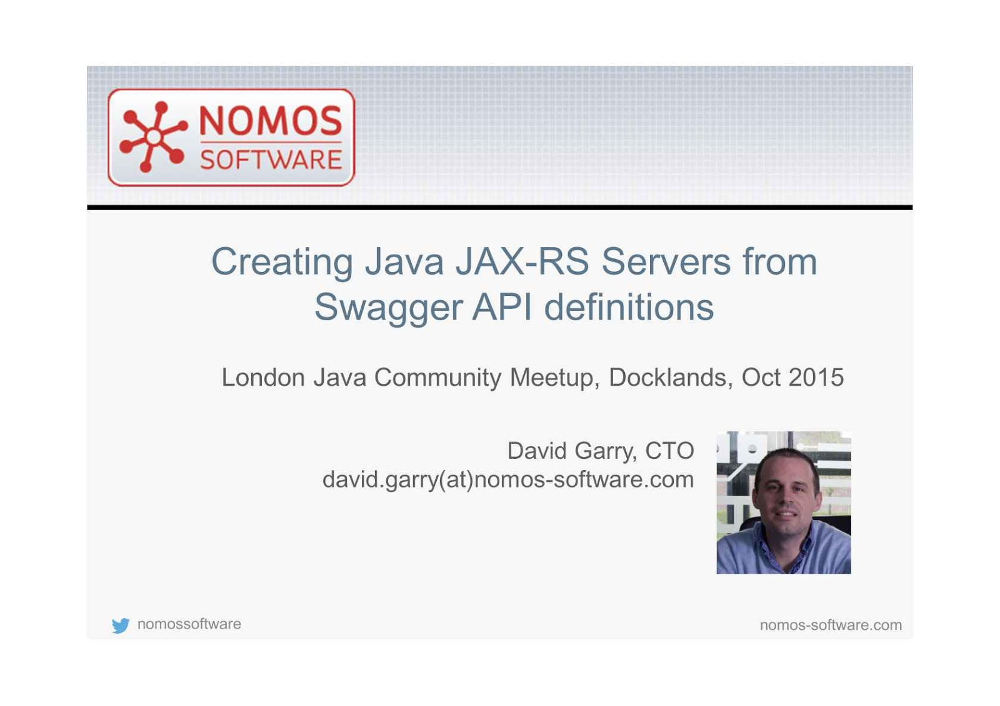 NOMOS
SOFTWARE
Creating Java JAX-RS Servers from
Swagger API definitions
London Java Community Meetup, Docklands, Oct 2015
David Garry, CTO
david.garry(at)nomos-software.com
nomossoftware
nomos-software.com